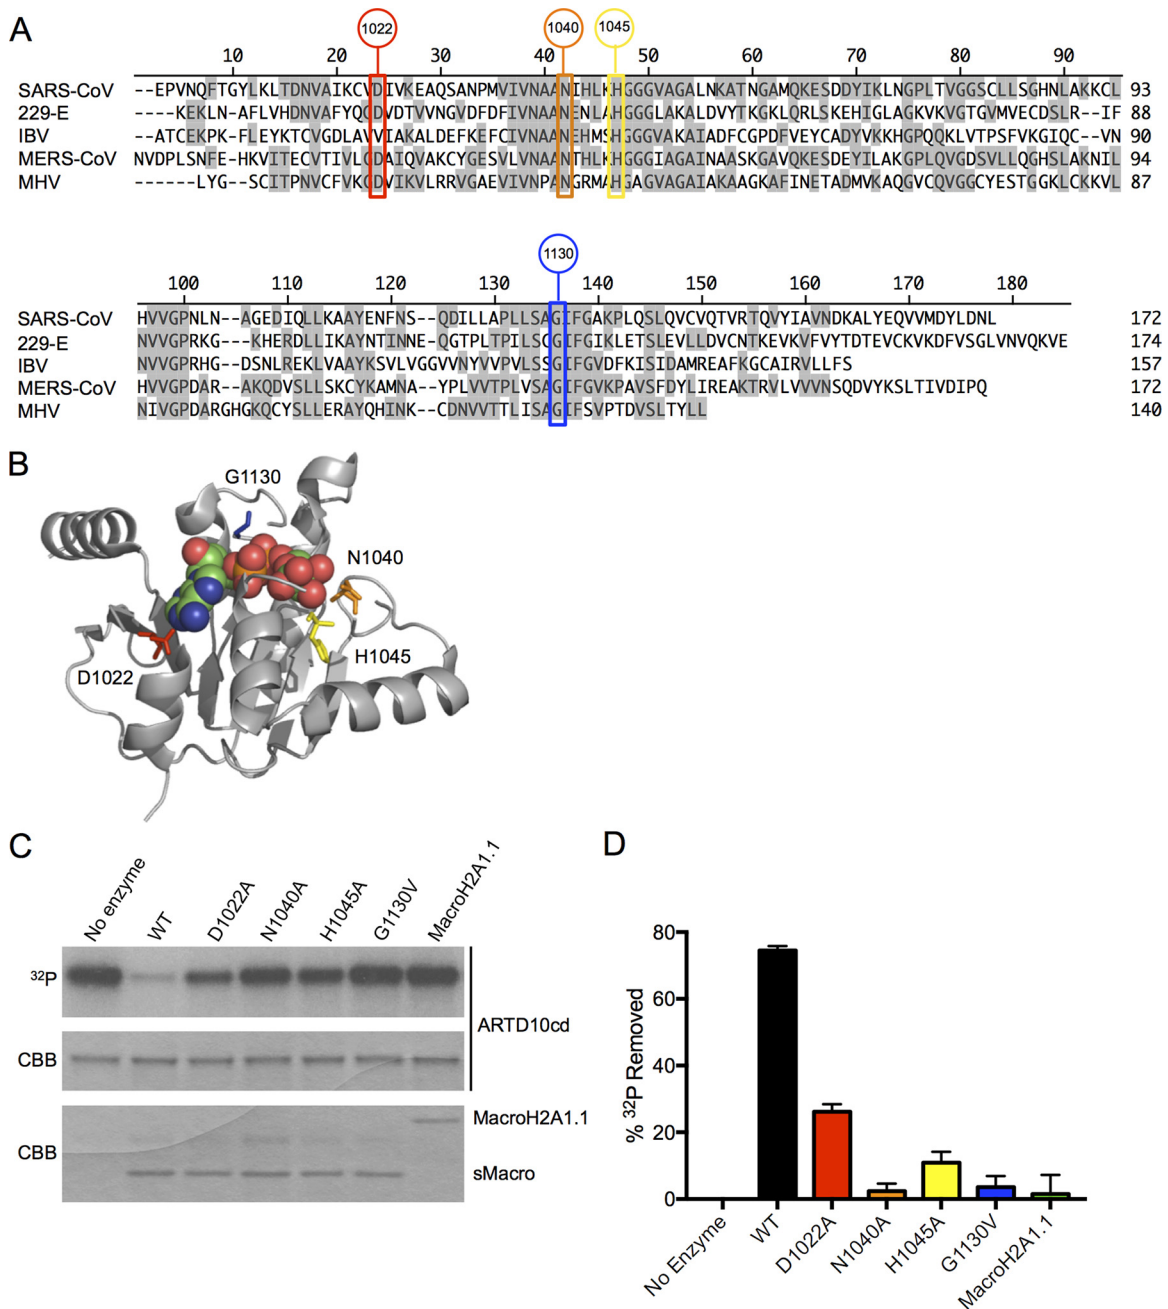 A
1022 1040 1045
10 20 30 40 50 60 70 80 90
SARS-CoV --EPVNQFTGYLKLTDNVAIKCVDIVKEAQSANPMVIVNAANIHLKHGGGVAGALNKATNGAMQKESDDYIKLNGPLTVGGSCLLSGHNLAKKCL 93
229-E ----KEKLN-AFLVHDNVAFYQGDVDTVVNGVDFDFIVNAANENLAHGGGLAKALDVYTKGKLQRLSKEHIGLAGKVKVGTGVMVECDSLR--IF 88
IBV --ATCEKPK-FLEYKTCVGDLAVVIAKALDEFKEFCIVNAANEHMSHGGGVAKAIADFCGPDFVEYCADYVKKHGPQQKLVTPSFVKGIQC--VN 90
MERS-CoV NVDPLSNFE-HKVITECVTIVLGDAIQVAKCYGESVLVNAANTHLKHGGGIAGAINAASKGAVQKESDEYILAKGPLQVGDSVLLQGHSLAKNIL 94
MHV ------LYG--SCITPNVCFVKGDVIKVLRRVGAEVIVNPANGRMAHGAGVAGAIAKAAGKAFINETADMVKAQGVCQVGGCYESTGGKLCKKVL 87
1130
100 110 120 130 140 150 160 170 180
SARS-CoV HVVGPNLN--AGEDIQLLKAAYENFNS--QDILLAPLLSAGIFGAKPLQSLQVCVQTVRTQVYIAVNDKALYEQVVMDYLDNL 172
229-E NVVGPRKG---KHERDLLIKAYNTINNE-QGTPLTPILSCGIFGIKLETSLEVLLDVCNTKEVKVFVYTDTEVCKVKDFVSGLVNVQKVE 174
IBV NVVGPRHG---DSNLREKLVAAYKSVLVGGVVNYVVPVLSSGIFGVDFKISIDAMREAFKGCAIRVLLFS 157
MERS-CoV HVVGPDAR---AKQDVSLLSKCYKAMNA--YPLVVTPLVSAGIFGVKPAVSFDYLIREAKTRVLVVVNSQDVYKSLTIVDIPQ 172
MHV NIVGPDARGHGKQCYSLLERAYQHINK--CDNVVTTLISAGIFSVPTDVSLTYLL 140
B
G1130
N1040
H1045
D1022
C
No enzyme WT D1022A N1040A H1045A G1130V MacroH2A1.1
32P
ARTD10cd
CBB
MacroH2A1.1
CBB
sMacro
D
80
60
40
20
0
% 32P Removed
No Enzyme WT D1022A N1040A H1045A G1130V MacroH2A1.1